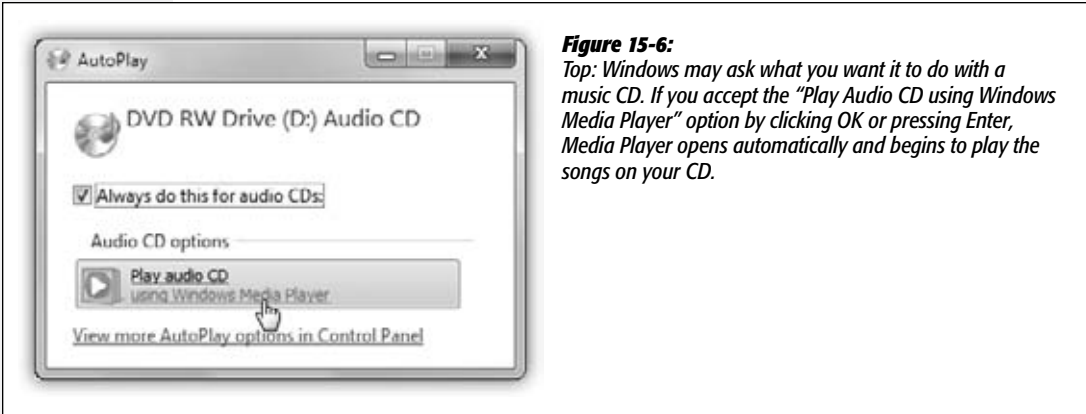 AutoPlay
DVD RW Drive (D:) Audio CD
Always do this for audio CDs:
Audio CD options
Play audio CD
using Windows Media Player
View more AutoPlay options in Control Panel
Figure 15-6:
Top: Windows may ask what you want it to do with a
music CD. If you accept the “Play Audio CD using Windows
Media Player” option by clicking OK or pressing Enter,
Media Player opens automatically and begins to play the
songs on your CD.